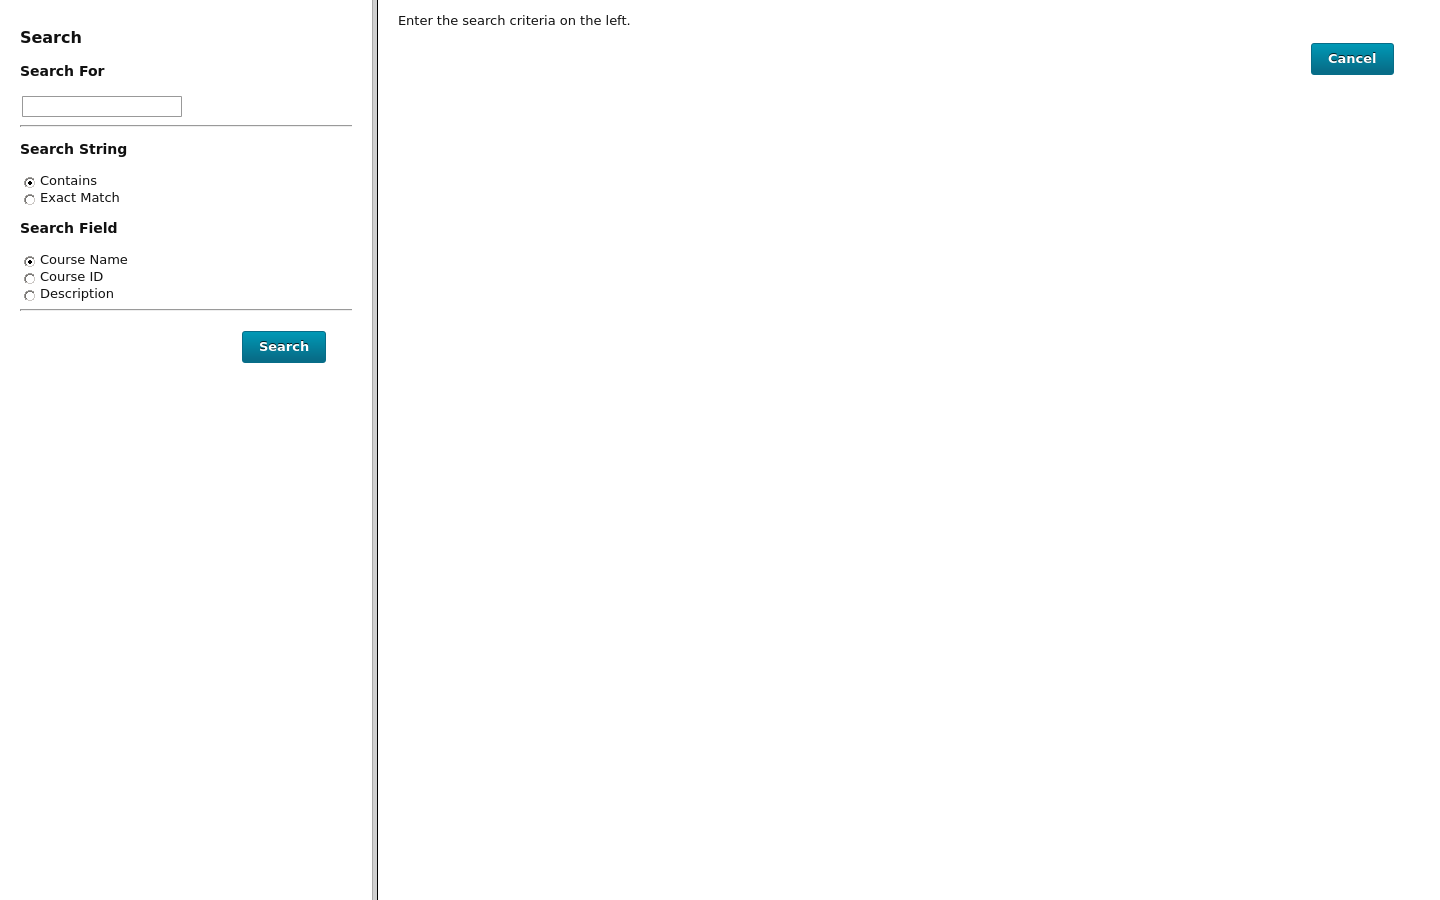 Search
Search For
Search String
Contains
Exact Match
Search Field
Course Name
Course ID
Description
Search
Enter the search criteria on the left.
Cancel